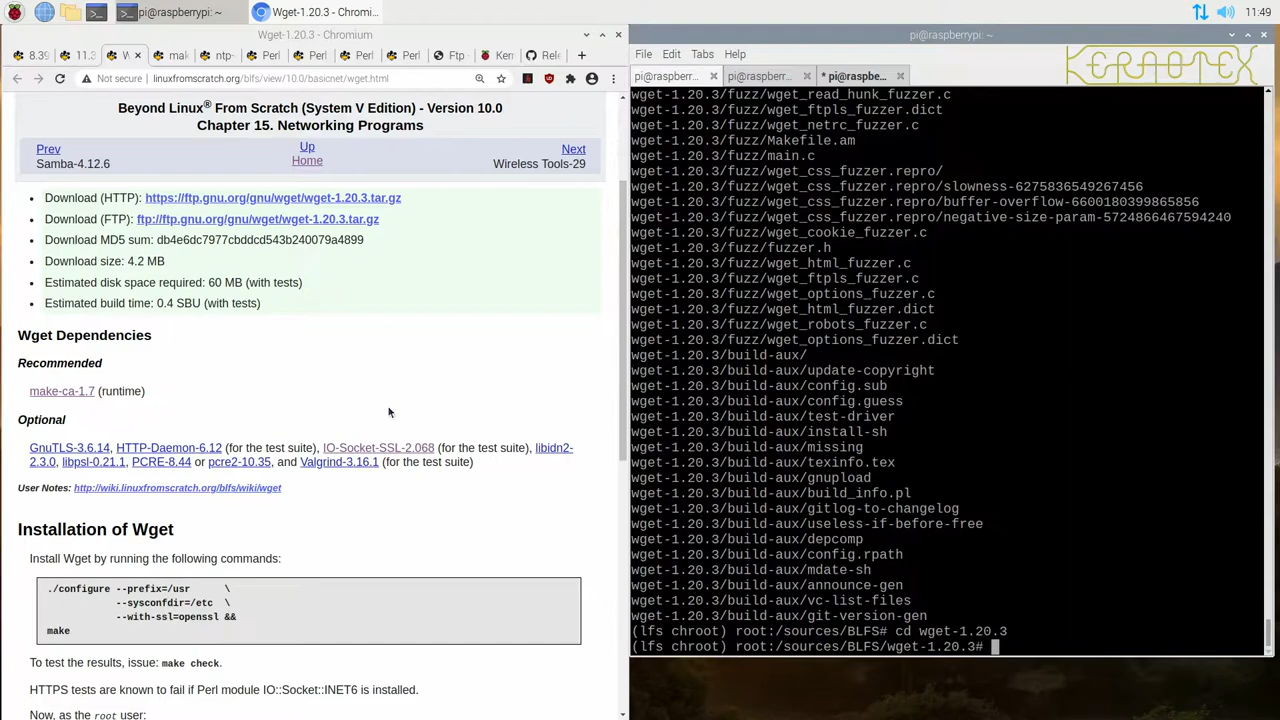 pi@raspberrypi: ~
Wget-1.20.3 - Chromi...
11:49
Wget-1.20.3 - Chromium
8.39
11.3
W
mak
ntp-
Perl
Perl
Perl
Perl
Ftp
Kern
Rele
Not secure
linuxfromscratch.org/blfs/view/10.0/basicnet/wget.html
Beyond Linux® From Scratch (System V Edition) - Version 10.0
Chapter 15. Networking Programs
Prev
Up
Next
Samba-4.12.6
Home
Wireless Tools-29
• Download (HTTP): https://ftp.gnu.org/gnu/wget/wget-1.20.3.tar.gz
• Download (FTP): ftp://ftp.gnu.org/gnu/wget/wget-1.20.3.tar.gz
• Download MD5 sum: db4e6dc7977cbddcd543b240079a4899
• Download size: 4.2 MB
• Estimated disk space required: 60 MB (with tests)
• Estimated build time: 0.4 SBU (with tests)
Wget Dependencies
Recommended
make-ca-1.7 (runtime)
Optional
GnuTLS-3.6.14, HTTP-Daemon-6.12 (for the test suite), IO-Socket-SSL-2.068 (for the test suite), libidn2-
2.3.0, libpsl-0.21.1, PCRE-8.44 or pcre2-10.35, and Valgrind-3.16.1 (for the test suite)
User Notes: http://wiki.linuxfromscratch.org/blfs/wiki/wget
Installation of Wget
Install Wget by running the following commands:
./configure --prefix=/usr \
--sysconfdir=/etc \
--with-ssl=openssl &&
make
To test the results, issue: make check.
HTTPS tests are known to fail if Perl module IO::Socket::INET6 is installed.
Now, as the root user:
pi@raspberrypi: ~
File Edit Tabs Help
pi@raspberr...
pi@raspberr...
* pi@raspbe...
KERAOTEX
wget-1.20.3/fuzz/wget_read_hunk_fuzzer.c
wget-1.20.3/fuzz/wget_ftpls_fuzzer.dict
wget-1.20.3/fuzz/wget_netrc_fuzzer.c
wget-1.20.3/fuzz/Makefile.am
wget-1.20.3/fuzz/main.c
wget-1.20.3/fuzz/wget_css_fuzzer.repro/
wget-1.20.3/fuzz/wget_css_fuzzer.repro/slowness-6275836549267456
wget-1.20.3/fuzz/wget_css_fuzzer.repro/buffer-overflow-6600180399865856
wget-1.20.3/fuzz/wget_css_fuzzer.repro/negative-size-param-5724866467594240
wget-1.20.3/fuzz/wget_cookie_fuzzer.c
wget-1.20.3/fuzz/fuzzer.h
wget-1.20.3/fuzz/wget_html_fuzzer.c
wget-1.20.3/fuzz/wget_ftpls_fuzzer.c
wget-1.20.3/fuzz/wget_options_fuzzer.c
wget-1.20.3/fuzz/wget_html_fuzzer.dict
wget-1.20.3/fuzz/wget_robots_fuzzer.c
wget-1.20.3/fuzz/wget_options_fuzzer.dict
wget-1.20.3/build-aux/
wget-1.20.3/build-aux/update-copyright
wget-1.20.3/build-aux/config.sub
wget-1.20.3/build-aux/config.guess
wget-1.20.3/build-aux/test-driver
wget-1.20.3/build-aux/install-sh
wget-1.20.3/build-aux/missing
wget-1.20.3/build-aux/texinfo.tex
wget-1.20.3/build-aux/gnupload
wget-1.20.3/build-aux/build_info.pl
wget-1.20.3/build-aux/gitlog-to-changelog
wget-1.20.3/build-aux/useless-if-before-free
wget-1.20.3/build-aux/depcomp
wget-1.20.3/build-aux/config.rpath
wget-1.20.3/build-aux/mdate-sh
wget-1.20.3/build-aux/announce-gen
wget-1.20.3/build-aux/vc-list-files
wget-1.20.3/build-aux/git-version-gen
(lfs chroot) root:/sources/BLFS# cd wget-1.20.3
(lfs chroot) root:/sources/BLFS/wget-1.20.3#